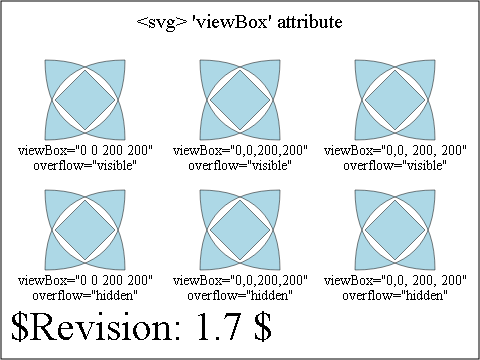 <svg> 'viewBox' attribute
viewBox="0 0 200 200" viewBox="0,0,200,200" viewBox="0,0, 200, 200"
overflow="visible" overflow="visible" overflow="visible"
viewBox="0 0 200 200" viewBox="0,0,200,200" viewBox="0,0, 200, 200"
overflow="hidden" overflow="hidden" overflow="hidden"
$Revision: 1.7 $